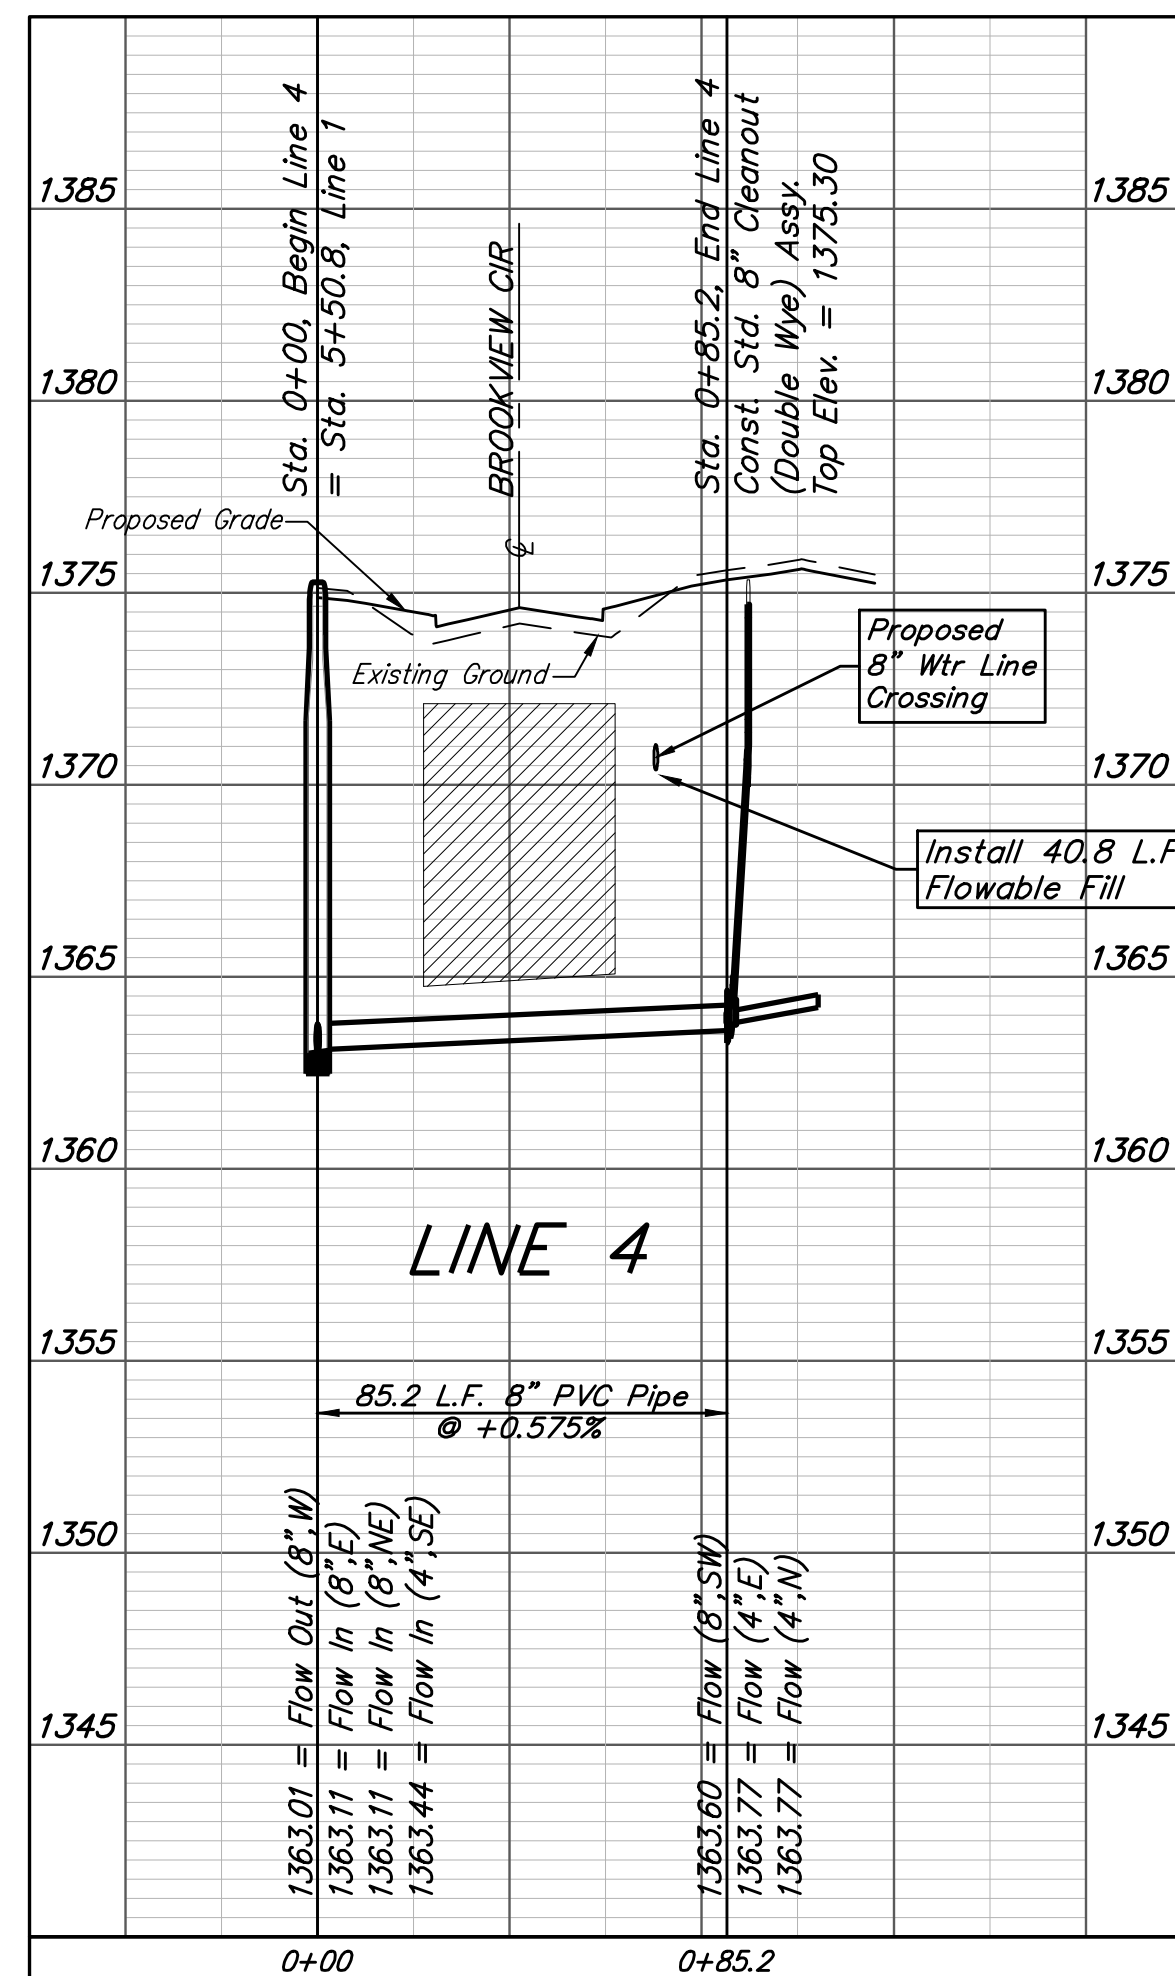 Sta. 0+00, Begin Line 4
= Sta. 5+50.8, Line 1
BROOKVIEW CIR
Sta. 0+85.2, End Line 4
Const. Std. 8" Cleanout
(Double Wye) Assy.
Top Elev. = 1375.30
1385
1385
1380
1380
Proposed Grade
1375
1375
Existing Ground
Proposed
8" Wtr Line
Crossing
1370
1370
Install 40.8 L.F
Flowable Fill
1365
1365
1360
1360
LINE 4
1355
1355
85.2 L.F. 8" PVC Pipe
@ +0.575%
1350
1350
1345
1345
1363.01 = Flow Out (8",W)
1363.11 = Flow In (8",E)
1363.11 = Flow In (8",NE)
1363.44 = Flow In (4",SE)
1363.60 = Flow (8",SW)
1363.77 = Flow (4",E)
1363.77 = Flow (4",N)
0+00
0+85.2